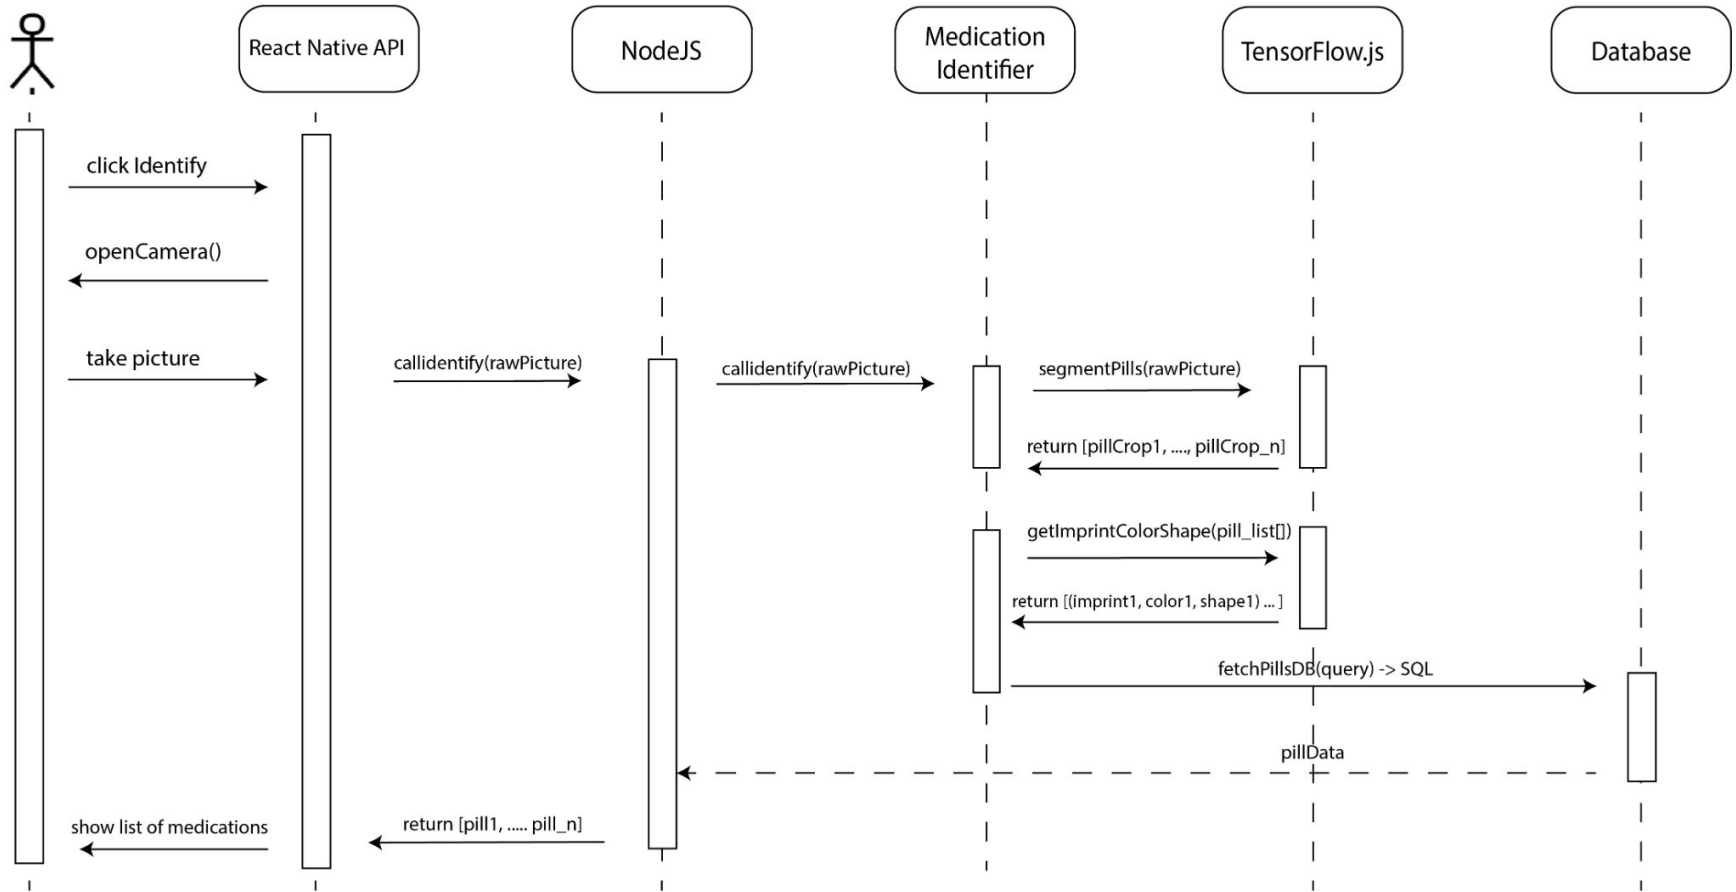 React Native API
NodeJS
Medication
Identifier
TensorFlow.js
Database
click Identify
openCamera()
take picture
callidentify(rawPicture)
callidentify(rawPicture)
segmentPills(rawPicture)
return [pillCrop1, ...., pillCrop_n]
getImprintColorShape(pill_list[])
return [(imprint1, color1, shape1) ... ]
fetchPillsDB(query) -> SQL
pillData
return [pill1, ..... pill_n]
show list of medications